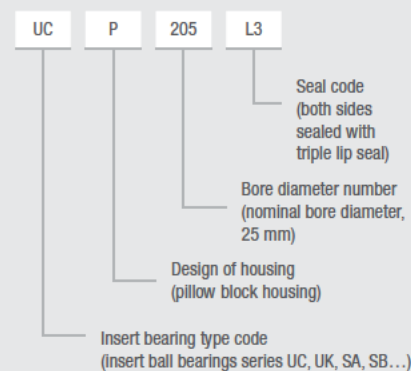 UC P 205 L3
Seal code
(both sides
sealed with
triple lip seal)
Bore diameter number
(nominal bore diameter,
25 mm)
Design of housing
(pillow block housing)
Insert bearing type code
(insert ball bearings series UC, UK, SA, SB…)